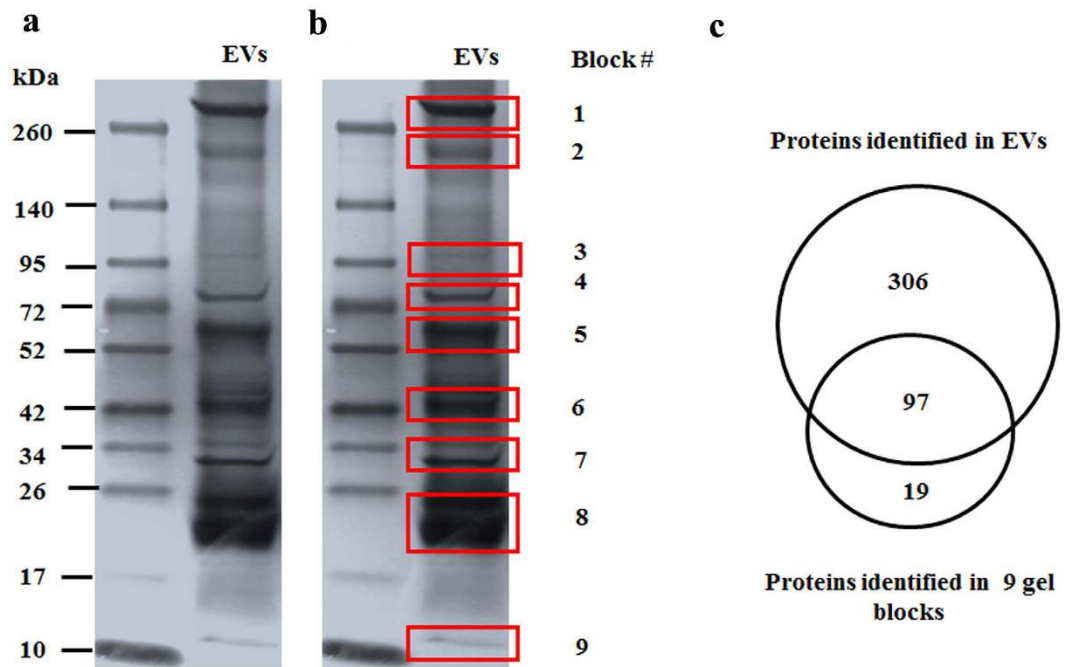 a
b
c
EVs
EVs
kDa
Block #
260
140
95
72
52
42
34
26
17
10
1
2
3
4
5
6
7
8
9
Proteins identified in EVs
306
97
19
Proteins identified in 9 gel
blocks